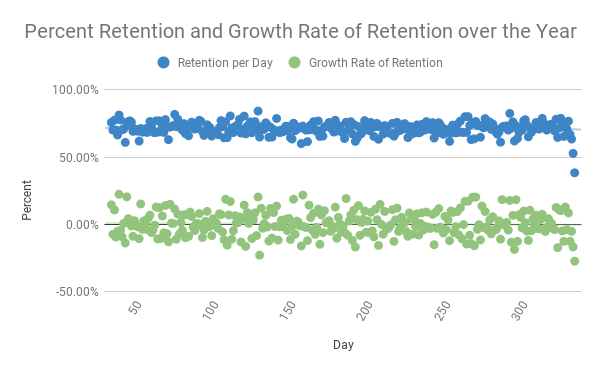 Percent Retention and Growth Rate of Retention over the Year
Retention per Day
Growth Rate of Retention
100.00%
50.00%
0.00%
-50.00%
Percent
50
100
150
200
250
300
Day